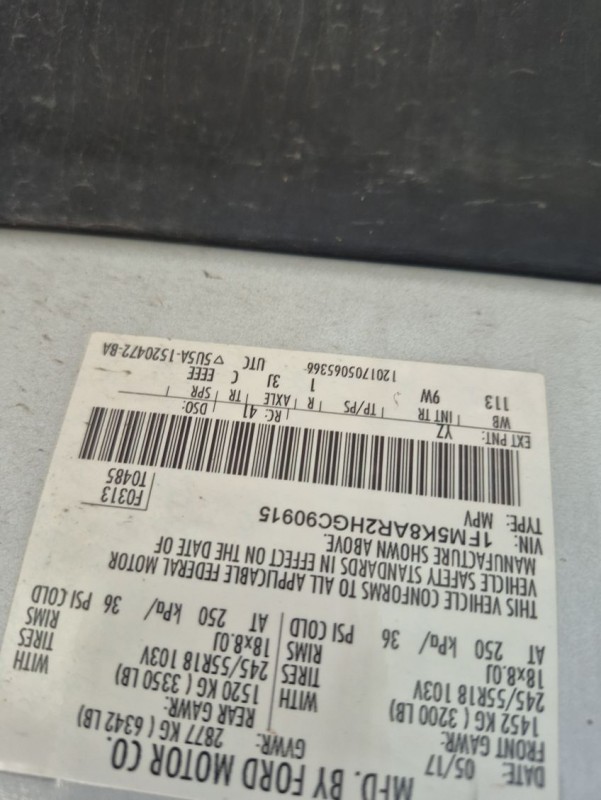 MFD. BY FORD MOTOR CO.
DATE: 05/17 GVWR: 2877 KG ( 6342 LB)
FRONT GAWR: REAR GAWR:
1452 KG ( 3200 LB) 1520 KG ( 3350 LB)
245/55R18 103V WITH TIRES 245/55R18 103V WITH TIRES
18x8.0J RIMS 18x8.0J RIMS
AT 250 kPa/ 36 PSI COLD AT 250 kPa/ 36 PSI COLD
THIS VEHICLE CONFORMS TO ALL APPLICABLE FEDERAL MOTOR
VEHICLE SAFETY STANDARDS IN EFFECT ON THE DATE OF
MANUFACTURE SHOWN ABOVE.
VIN: 1FM5K8AR2HGC90915
TYPE: MPV
F0313
T0485
EXT PNT: YZ RC: 41 DSO:
WB INT TR TP/PS R AXLE TR SPR
113 9W 1 3J C EEEE
1201705065366 UTC ▽5U5A-1520472-BA